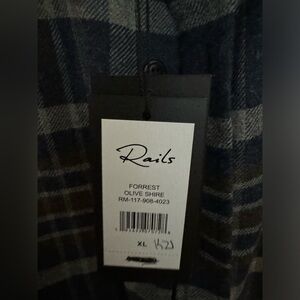 Rails
FORREST
OLIVE SHIRE
RM-117-908-4023
XL